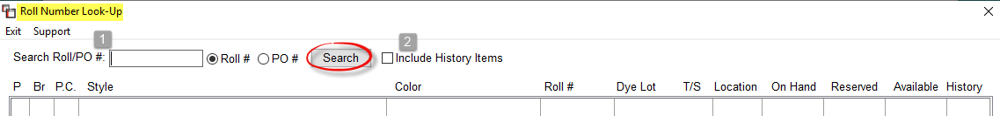 Roll Number Look-Up
Exit Support
1 2
Search Roll/PO #: Roll # PO # Search Include History Items
P Br P.C. Style Color Roll # Dye Lot T/S Location On Hand Reserved Available History